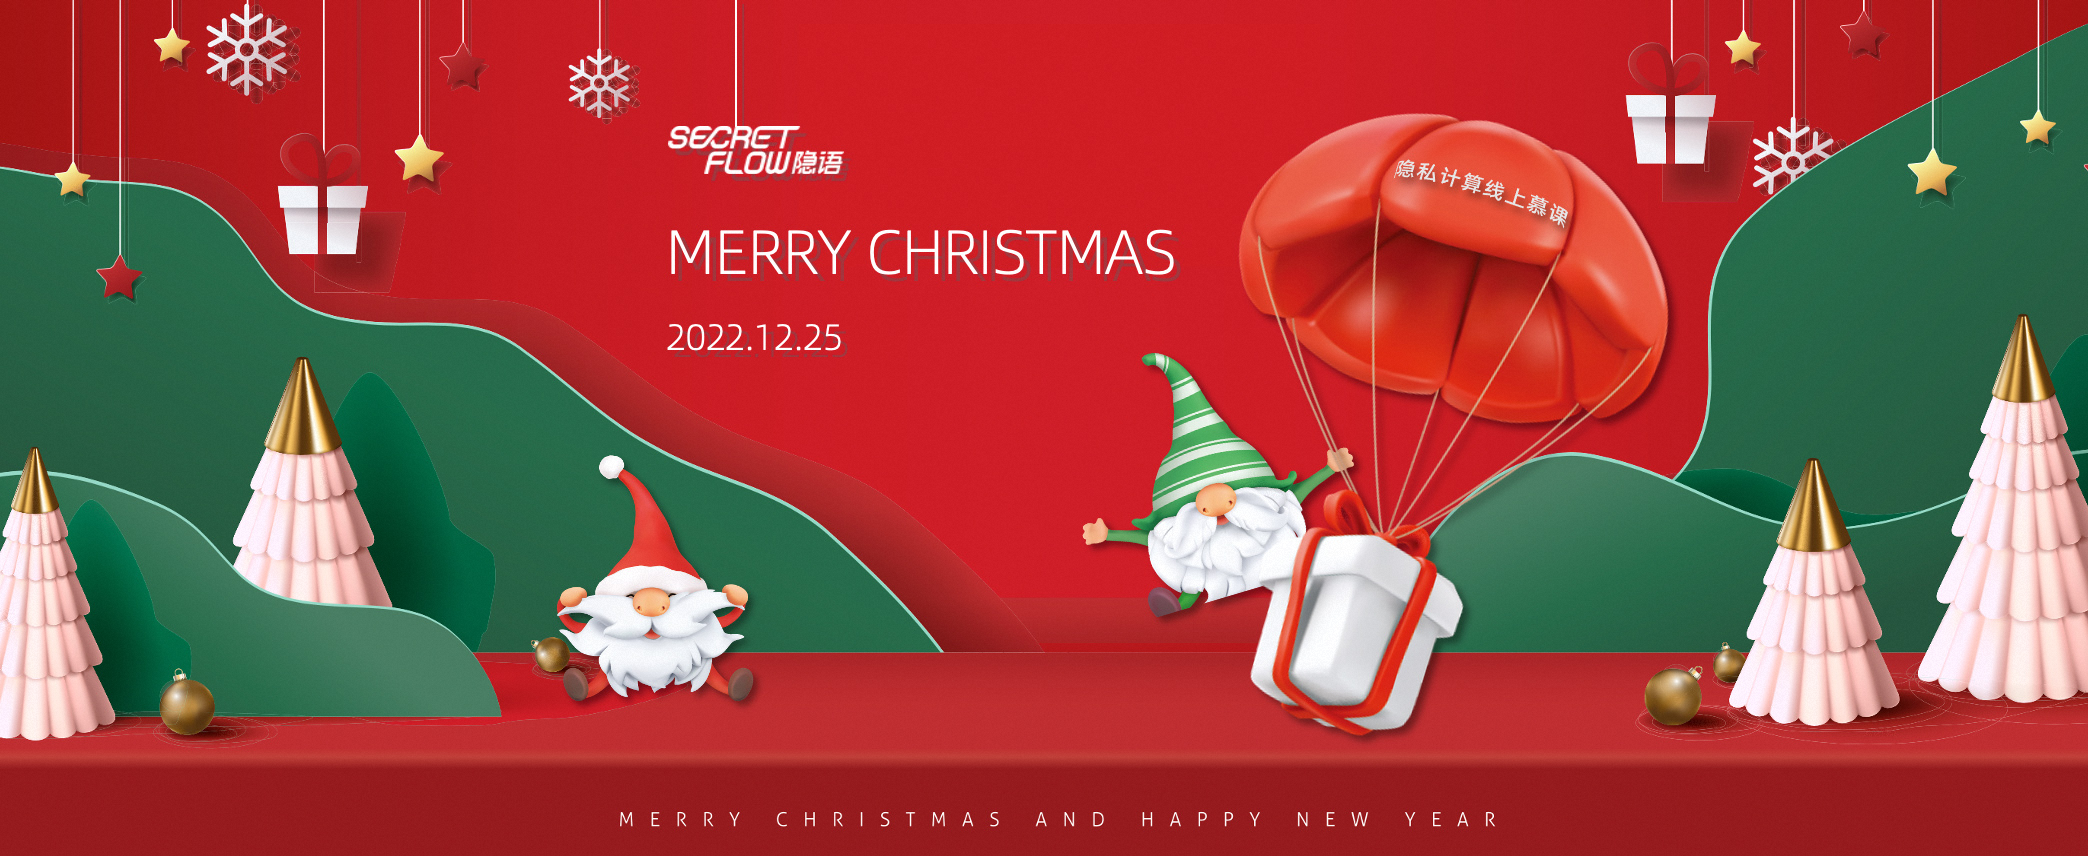 SECRET
FLOW隐语
MERRY CHRISTMAS
2022.12.25
隐私计算线上慕课
MERRY CHRISTMAS AND HAPPY NEW YEAR